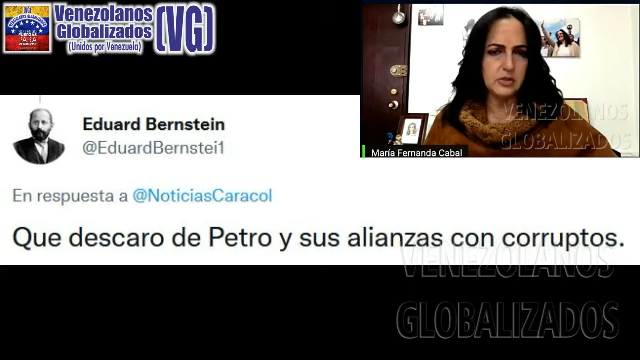 Venezolanos
Globalizados
(Unidos por Venezuela)
(VG)
VENEZOLANOS
GLOBALIZADOS
María Fernanda Cabal
Eduard Bernstein
@EduardBernstei1
En respuesta a @NoticiasCaracol
Que descaro de Petro y sus alianzas con corruptos.
VENEZOLANOS
GLOBALIZADOS